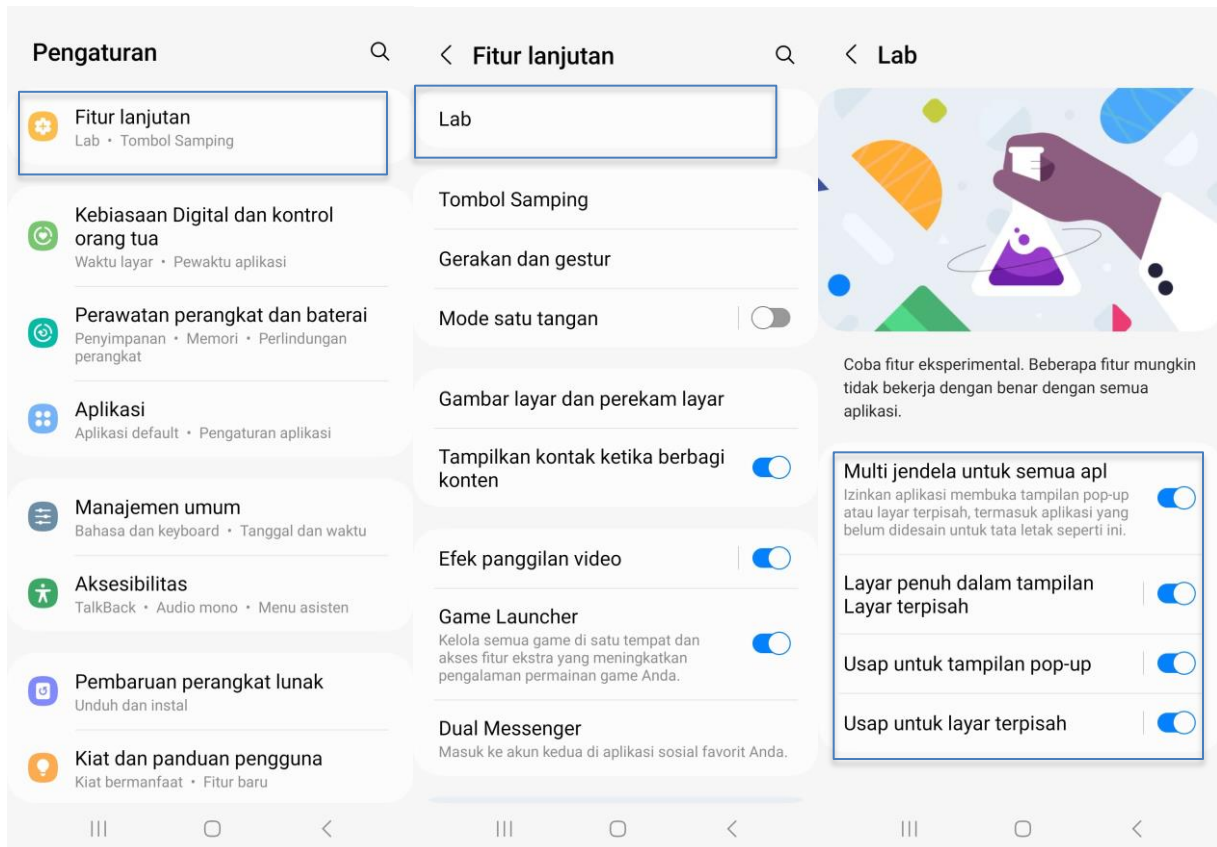 Pengaturan
Fitur lanjutan
Lab • Tombol Samping
Kebiasaan Digital dan kontrol
orang tua
Waktu layar • Pewaktu aplikasi
Perawatan perangkat dan baterai
Penyimpanan • Memori • Perlindungan
perangkat
Aplikasi
Aplikasi default • Pengaturan aplikasi
Manajemen umum
Bahasa dan keyboard • Tanggal dan waktu
Aksesibilitas
TalkBack • Audio mono • Menu asisten
Pembaruan perangkat lunak
Unduh dan instal
Kiat dan panduan pengguna
Kiat bermanfaat • Fitur baru
Fitur lanjutan
Lab
Tombol Samping
Gerakan dan gestur
Mode satu tangan
Gambar layar dan perekam layar
Tampilkan kontak ketika berbagi
konten
Efek panggilan video
Game Launcher
Kelola semua game di satu tempat dan
akses fitur ekstra yang meningkatkan
pengalaman permainan game Anda.
Dual Messenger
Masuk ke akun kedua di aplikasi sosial favorit Anda.
Lab
Coba fitur eksperimental. Beberapa fitur mungkin
tidak bekerja dengan benar dengan semua
aplikasi.
Multi jendela untuk semua apl
Izinkan aplikasi membuka tampilan pop-up
atau layar terpisah, termasuk aplikasi yang
belum didesain untuk tata letak seperti ini.
Layar penuh dalam tampilan
Layar terpisah
Usap untuk tampilan pop-up
Usap untuk layar terpisah